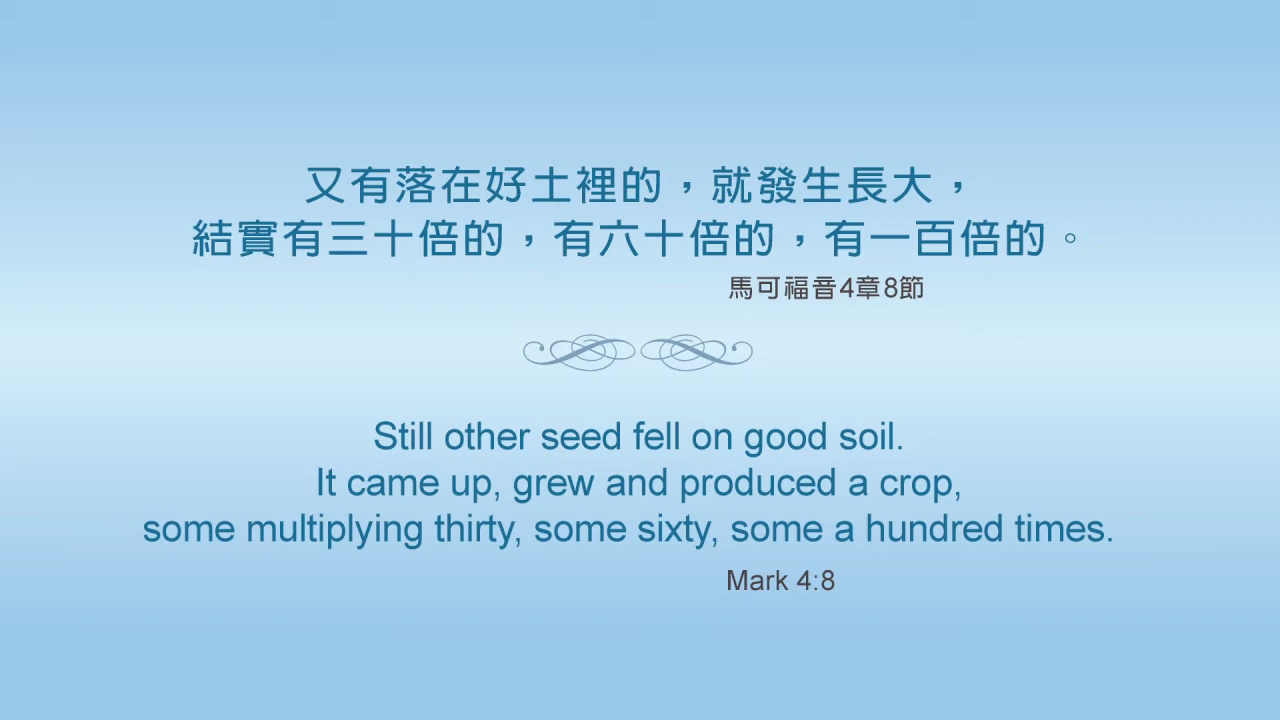 又有落在好土裡的，就發生長大，
結實有三十倍的，有六十倍的，有一百倍的。
馬可福音4章8節
Still other seed fell on good soil.
It came up, grew and produced a crop,
some multiplying thirty, some sixty, some a hundred times.
Mark 4:8